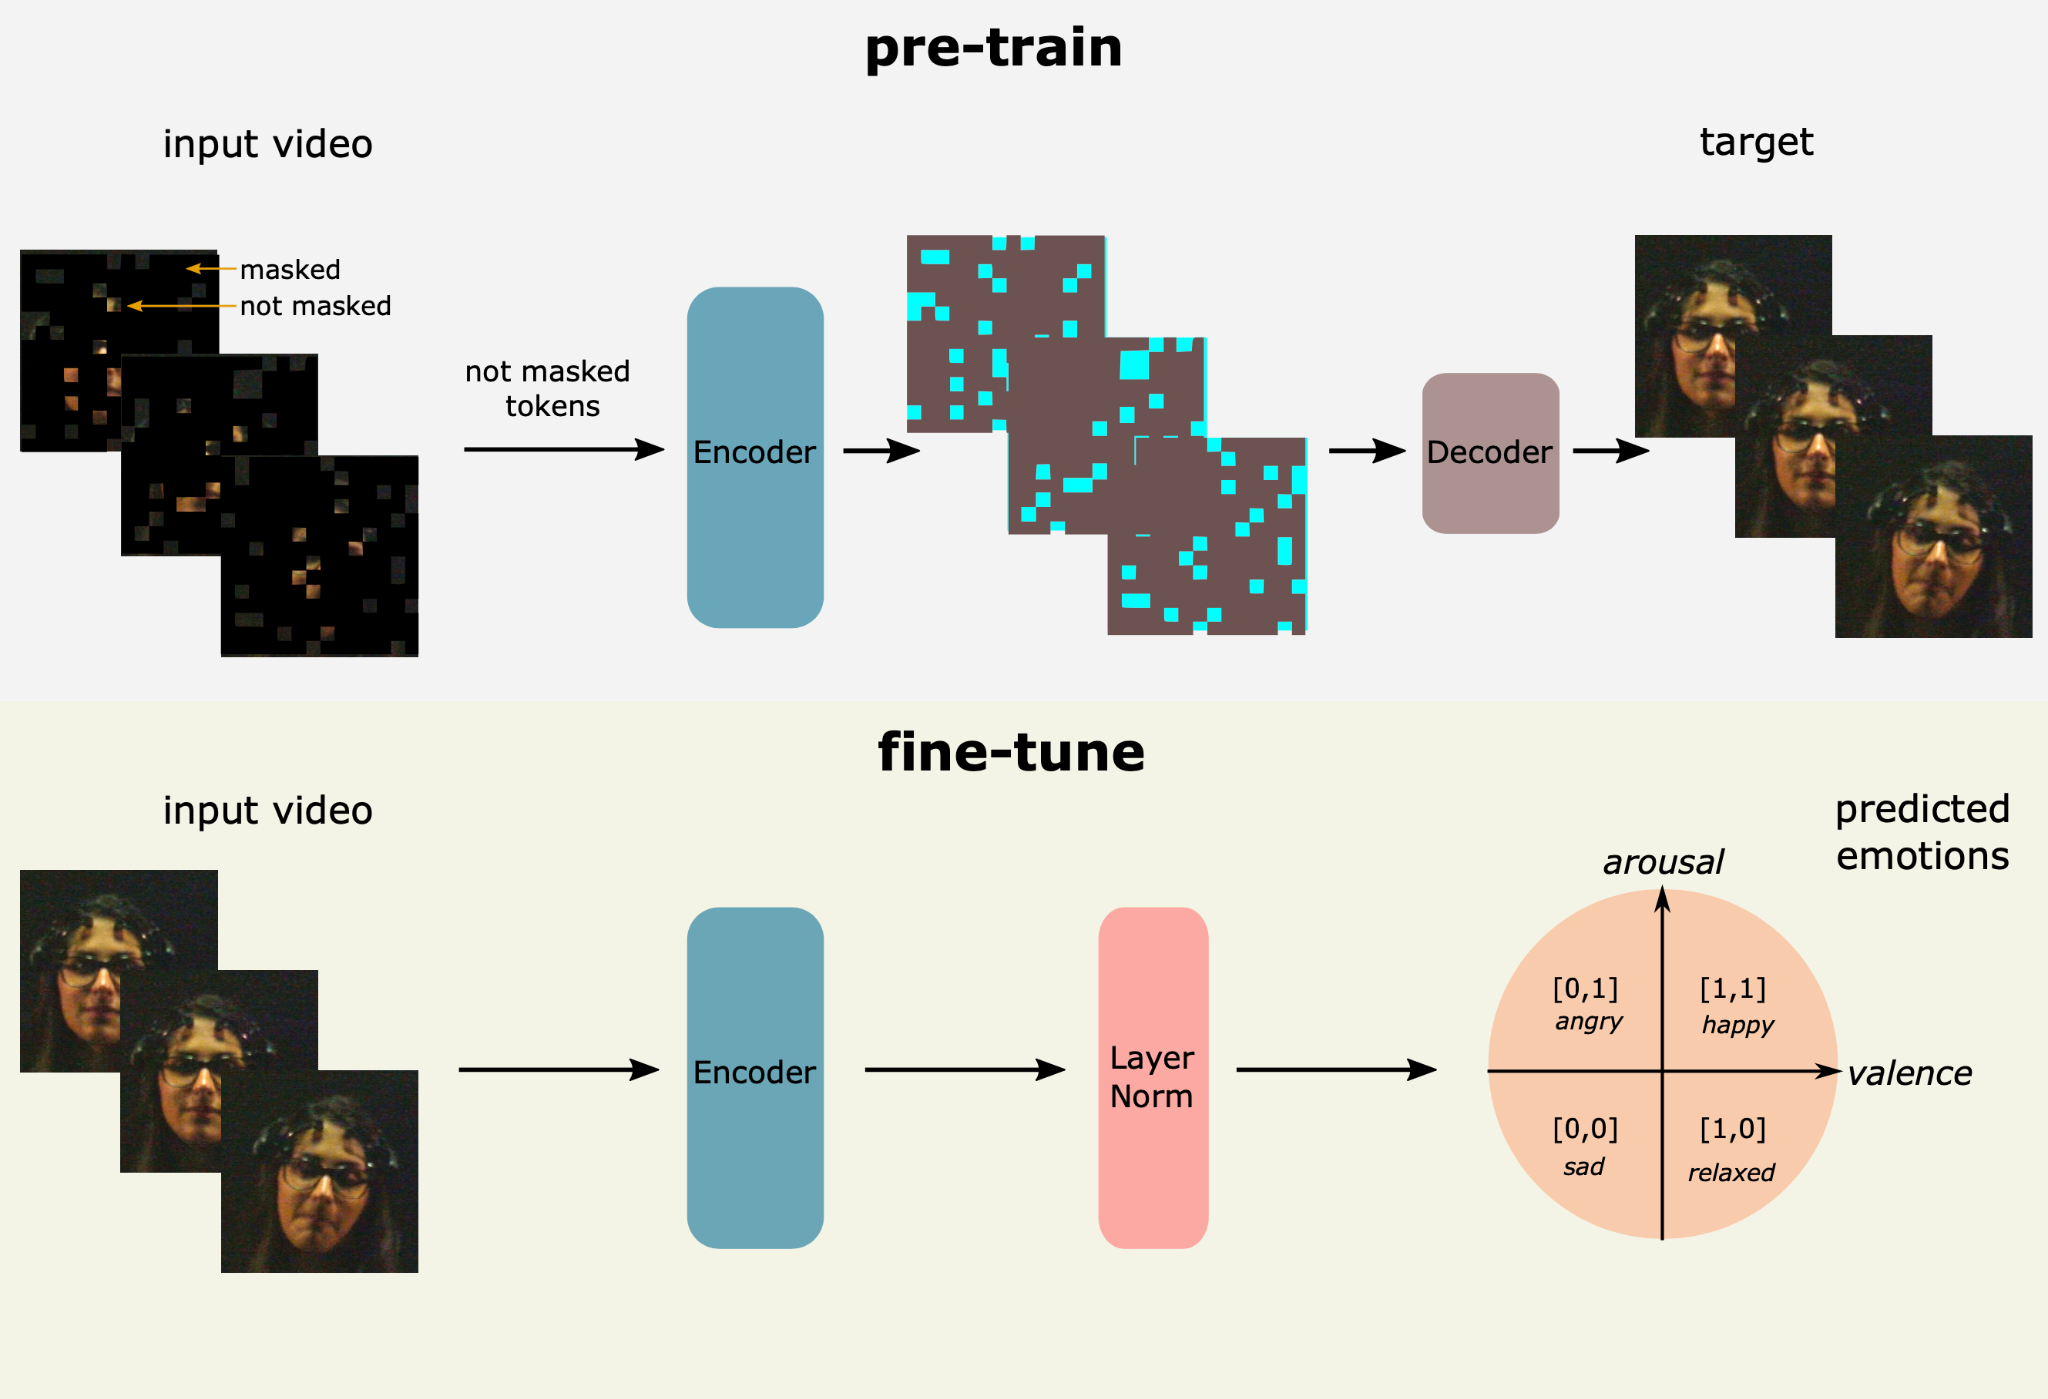 pre-train
input video
target
masked
not masked
not masked
tokens
Encoder
Decoder
fine-tune
input video
predicted
emotions
arousal
[0,1]
angry
[1,1]
happy
Encoder
Layer
Norm
valence
[0,0]
sad
[1,0]
relaxed